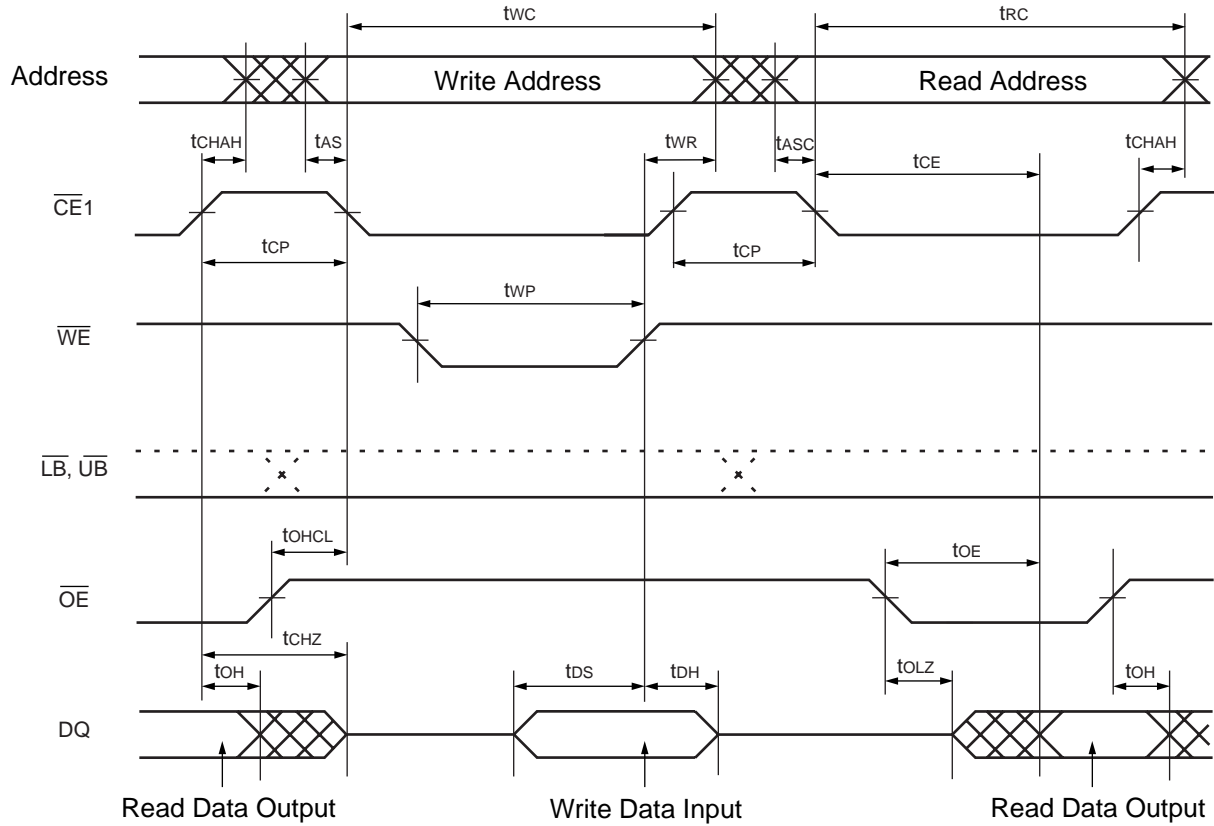 tWC tRC
Address Write Address Read Address
tCHAH tAS tWR tASC tCE tCHAH
CE1
tCP tCP
tWP
WE
LB, UB
tOHCL tOE
OE
tCHZ
tOH tDS tDH tOLZ tOH
DQ
Read Data Output Write Data Input Read Data Output